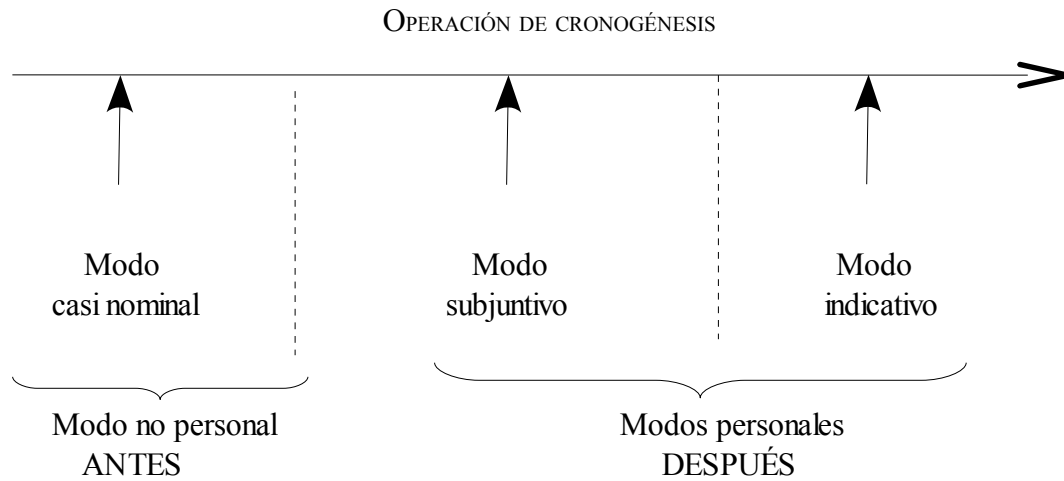 OPERACIÓN DE CRONOGÉNESIS
Modo
casi nominal
Modo
subjuntivo
Modo
indicativo
Modo no personal
ANTES
Modos personales
DESPUÉS